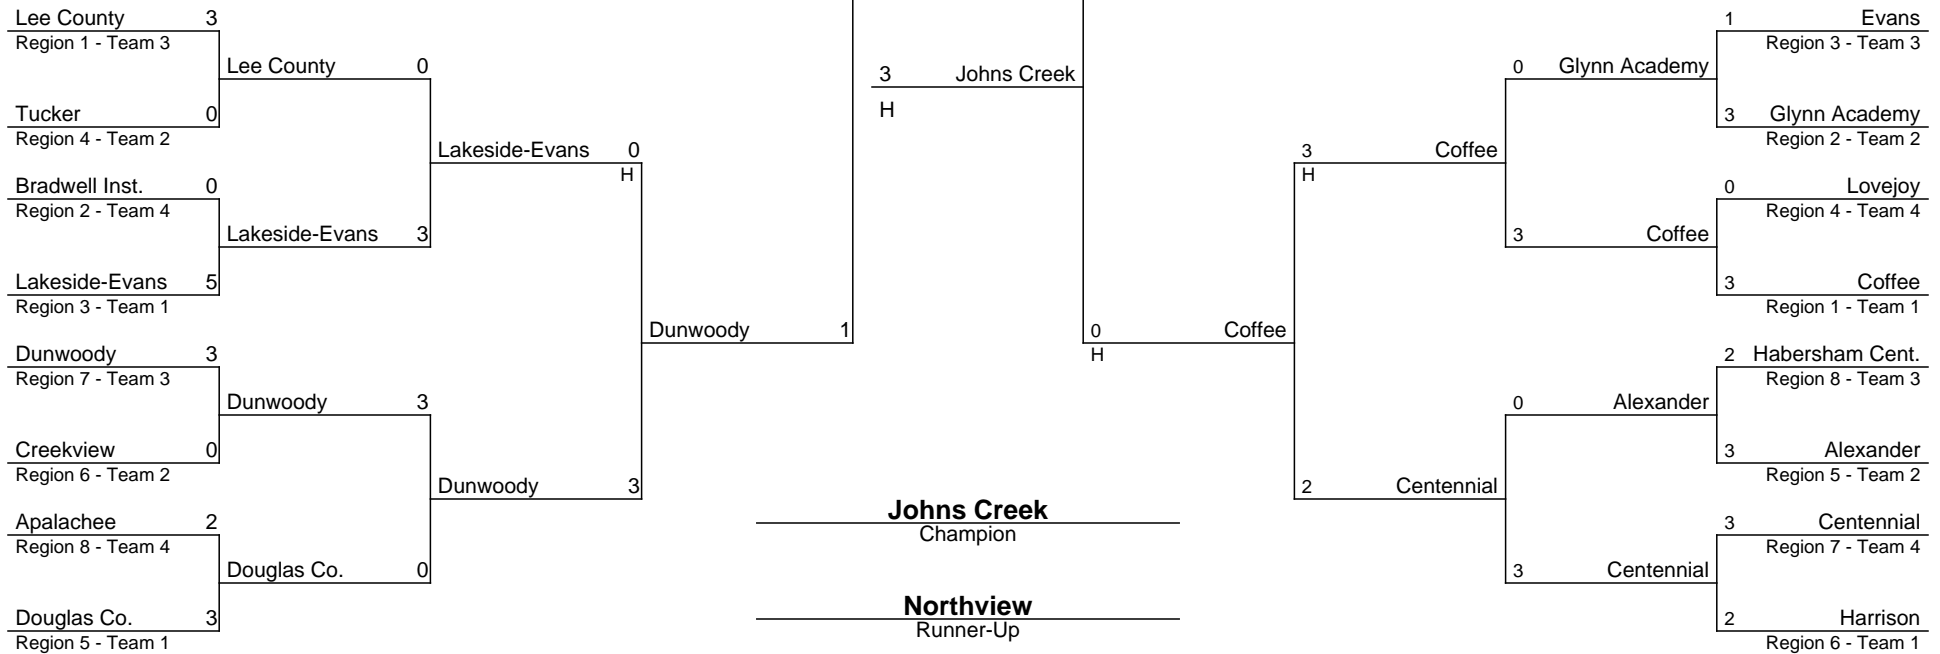 Lee County 3
Region 1 - Team 3
Lee County 0
Tucker 0
Region 4 - Team 2
Lakeside-Evans 0
H
Bradwell Inst. 0
Region 2 - Team 4
Lakeside-Evans 3
Lakeside-Evans 5
Region 3 - Team 1
Dunwoody 1
Dunwoody 3
Region 7 - Team 3
Dunwoody 3
Creekview 0
Region 6 - Team 2
Dunwoody 3
Apalachee 2
Region 8 - Team 4
Douglas Co. 0
Douglas Co. 3
Region 5 - Team 1
3 Johns Creek
H
0 Coffee
H
Johns Creek
Champion
Northview
Runner-Up
1 Evans
Region 3 - Team 3
0 Glynn Academy
3 Glynn Academy
Region 2 - Team 2
3 Coffee
H
0 Lovejoy
Region 4 - Team 4
3 Coffee
3 Coffee
Region 1 - Team 1
2 Habersham Cent.
Region 8 - Team 3
0 Alexander
3 Alexander
Region 5 - Team 2
2 Centennial
3 Centennial
Region 7 - Team 4
3 Centennial
2 Harrison
Region 6 - Team 1